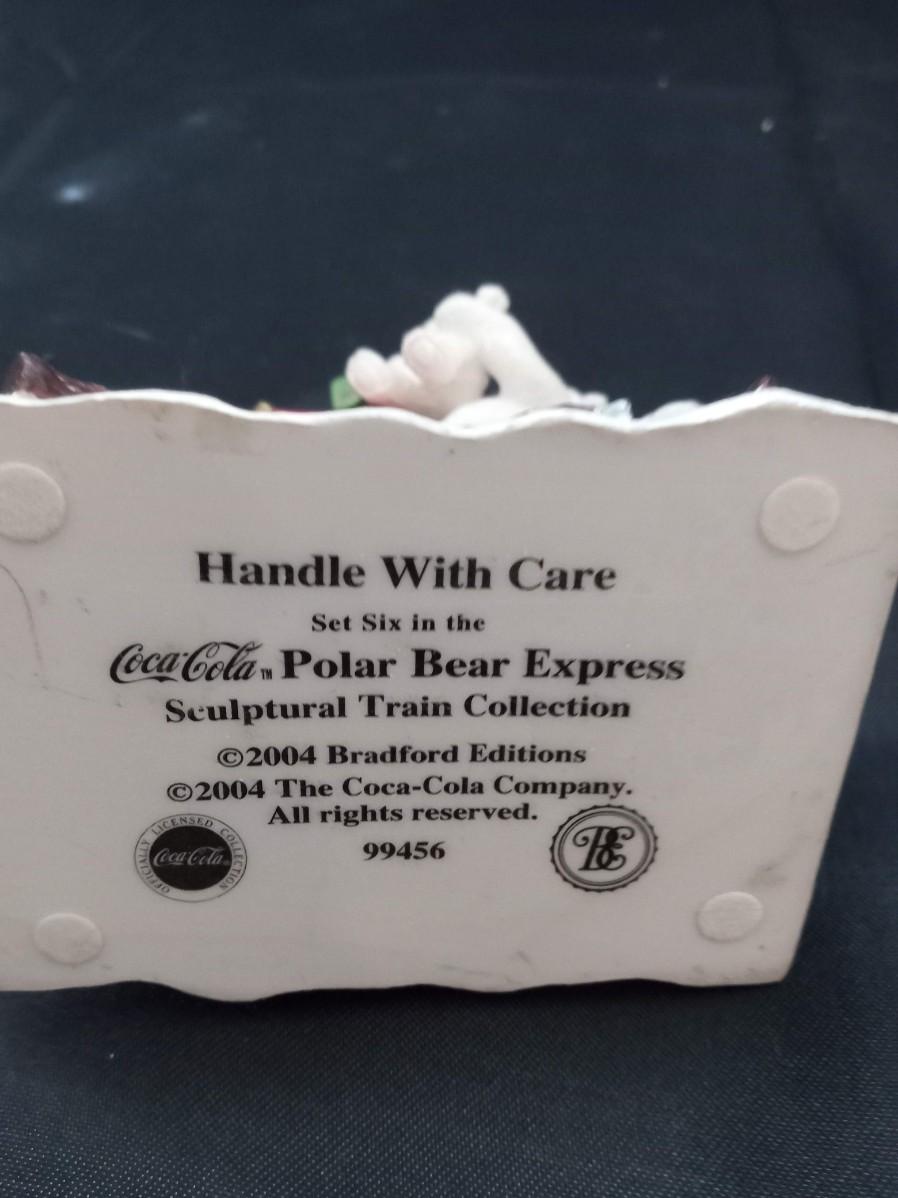 Handle With Care
Set Six in the
Coca-Cola™ Polar Bear Express
Sculptural Train Collection
©2004 Bradford Editions
©2004 The Coca-Cola Company.
All rights reserved.
99456
OFFICIALLY LICENSED COLLECTION
Coca-Cola
BE